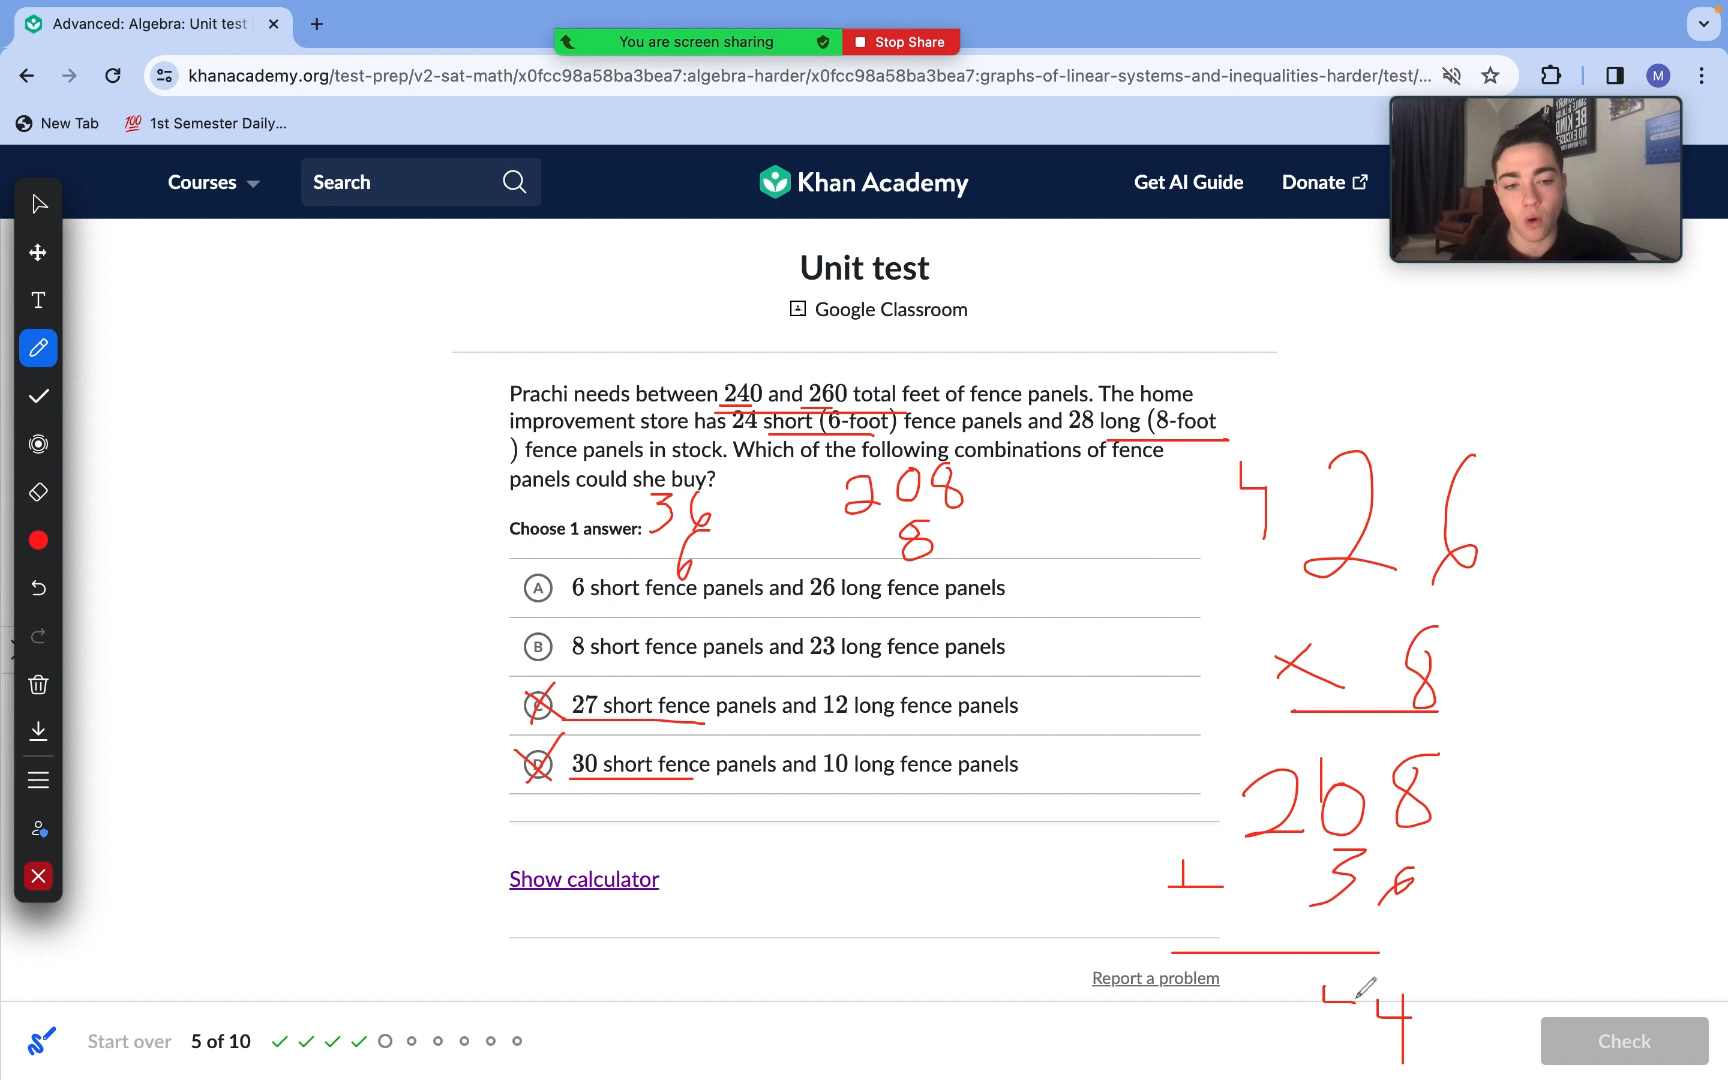 Advanced: Algebra: Unit test
You are screen sharing
Stop Share
khanacademy.org/test-prep/v2-sat-math/x0fcc98a58ba3bea7:algebra-harder/x0fcc98a58ba3bea7:graphs-of-linear-systems-and-inequalities-harder/test/...
M
New Tab
1st Semester Daily...
Courses
Search
Khan Academy
Get AI Guide
Donate
Unit test
Google Classroom
Prachi needs between 240 and 260 total feet of fence panels. The home
improvement store has 24 short (6-foot) fence panels and 28 long (8-foot
) fence panels in stock. Which of the following combinations of fence
panels could she buy?
36
6
208
8
4 26
× 8
208
36
44
Choose 1 answer:
A 6 short fence panels and 26 long fence panels
B 8 short fence panels and 23 long fence panels
C 27 short fence panels and 12 long fence panels
D 30 short fence panels and 10 long fence panels
Show calculator
Report a problem
Start over
5 of 10
Check